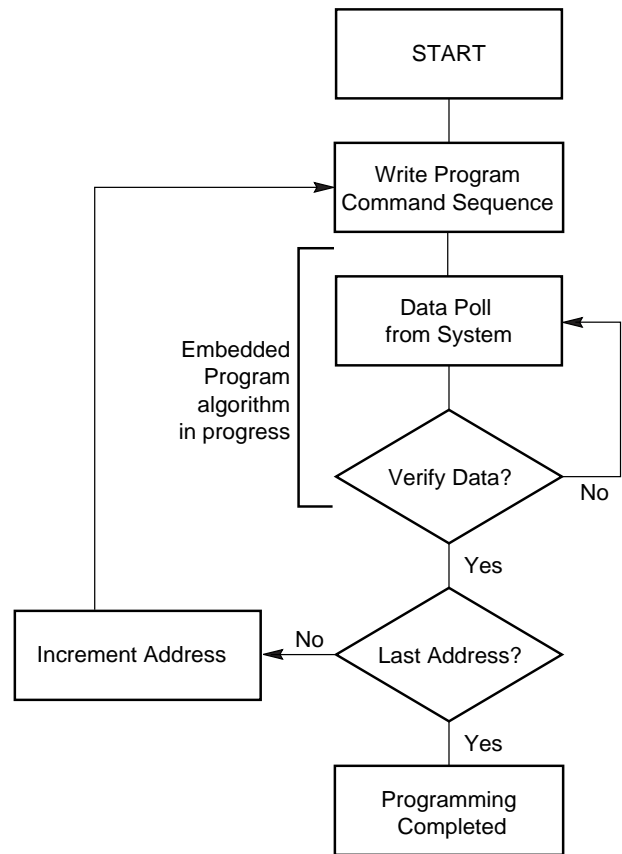 START
Write Program
Command Sequence
Data Poll
from System
Embedded
Program
algorithm
in progress
Verify Data?
No
Yes
No
Increment Address
Last Address?
Yes
Programming
Completed